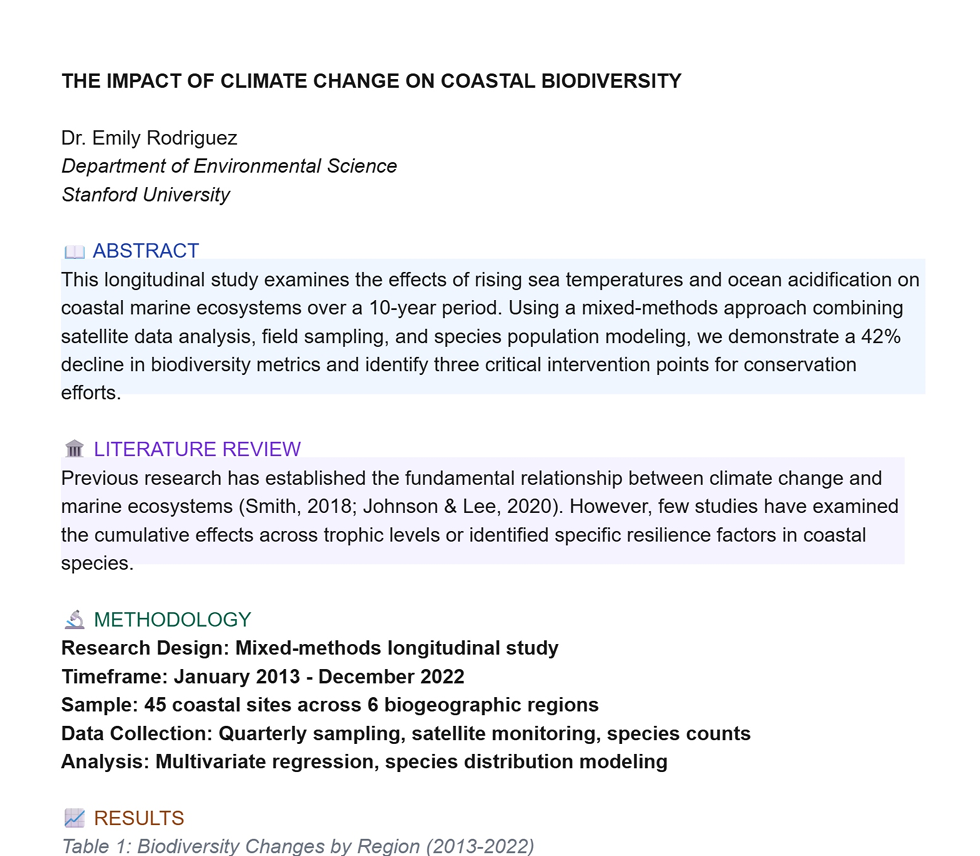 THE IMPACT OF CLIMATE CHANGE ON COASTAL BIODIVERSITY
Dr. Emily Rodriguez
Department of Environmental Science
Stanford University
📖 ABSTRACT
This longitudinal study examines the effects of rising sea temperatures and ocean acidification on
coastal marine ecosystems over a 10-year period. Using a mixed-methods approach combining
satellite data analysis, field sampling, and species population modeling, we demonstrate a 42%
decline in biodiversity metrics and identify three critical intervention points for conservation
efforts.
🏛️ LITERATURE REVIEW
Previous research has established the fundamental relationship between climate change and
marine ecosystems (Smith, 2018; Johnson & Lee, 2020). However, few studies have examined
the cumulative effects across trophic levels or identified specific resilience factors in coastal
species.
🔬 METHODOLOGY
Research Design: Mixed-methods longitudinal study
Timeframe: January 2013 - December 2022
Sample: 45 coastal sites across 6 biogeographic regions
Data Collection: Quarterly sampling, satellite monitoring, species counts
Analysis: Multivariate regression, species distribution modeling
📈 RESULTS
Table 1: Biodiversity Changes by Region (2013-2022)